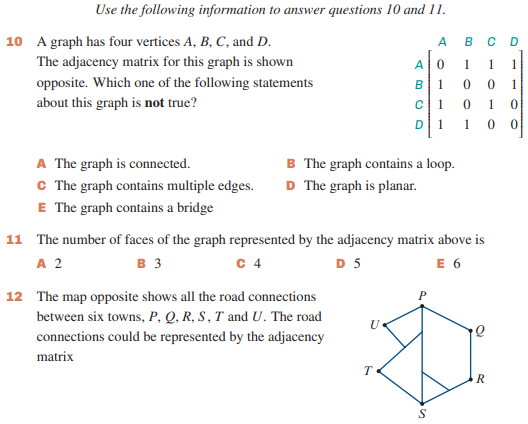 Use the following information to answer questions 10 and 11.
10 A graph has four vertices A, B, C, and D.
The adjacency matrix for this graph is shown
opposite. Which one of the following statements
about this graph is not true?
A B C D
A 0 1 1 1
B 1 0 0 1
C 1 0 1 0
D 1 1 0 0
A The graph is connected. B The graph contains a loop.
C The graph contains multiple edges. D The graph is planar.
E The graph contains a bridge
11 The number of faces of the graph represented by the adjacency matrix above is
A 2 B 3 C 4 D 5 E 6
12 The map opposite shows all the road connections
between six towns, P, Q, R, S, T and U. The road
connections could be represented by the adjacency
matrix
P
U
Q
T
R
S